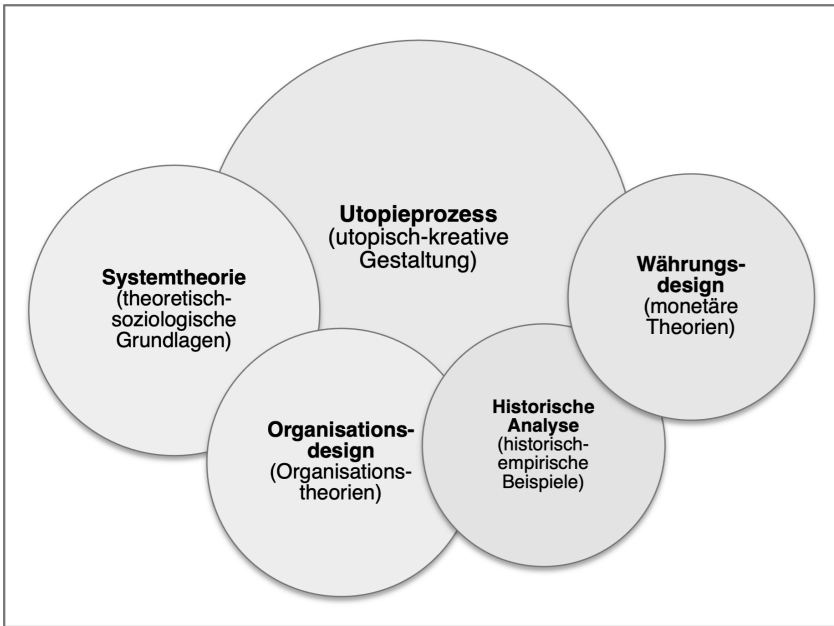 Utopieprozess
(utopisch-kreative
Gestaltung)
Systemtheorie
(theoretisch-
soziologische
Grundlagen)
Währungs-
design
(monetäre
Theorien)
Organisations-
design
(Organisations-
theorien)
Historische
Analyse
(historisch-
empirische
Beispiele)